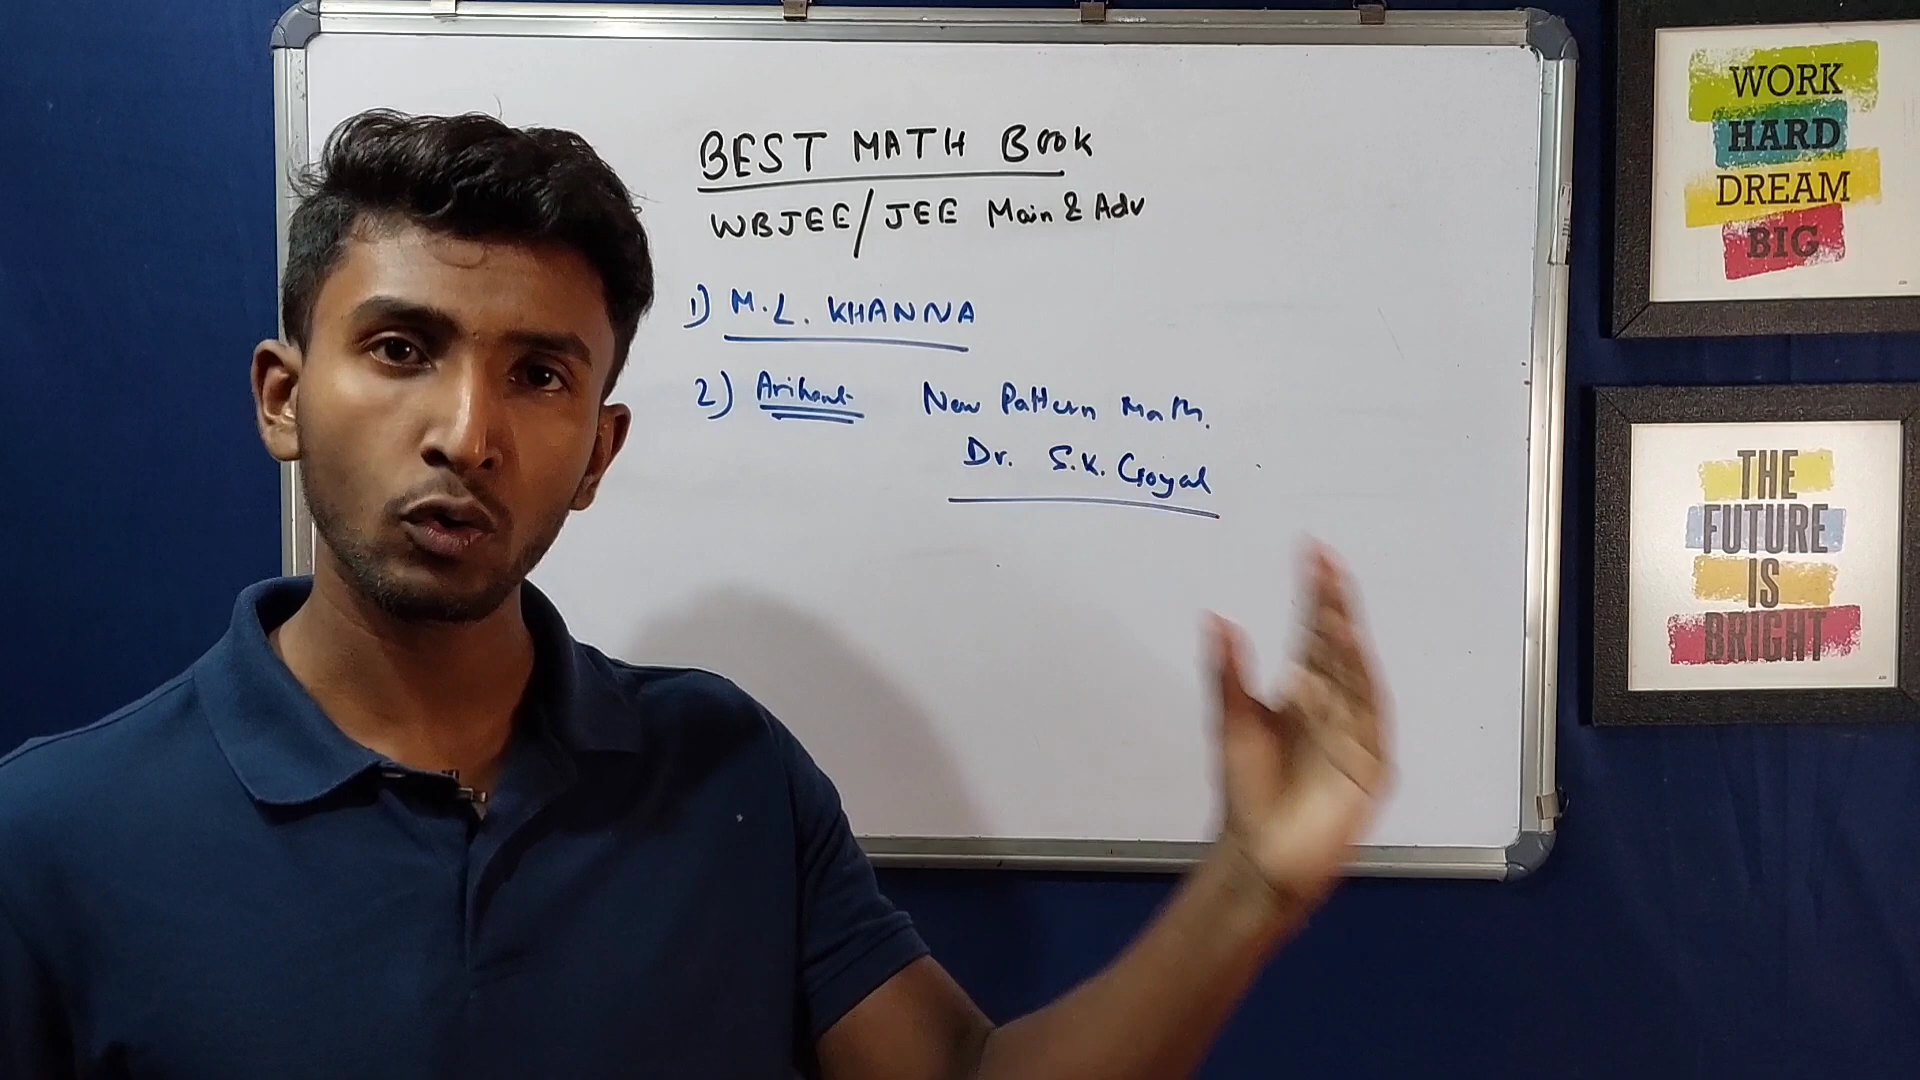 BEST MATH Book
WBJEE/JEE Main & Adv
1) M.L. KHANNA
2) Arihant New Pattern Math.
Dr. S.K. Goyal
WORK
HARD
DREAM
BIG
THE
FUTURE
IS
BRIGHT